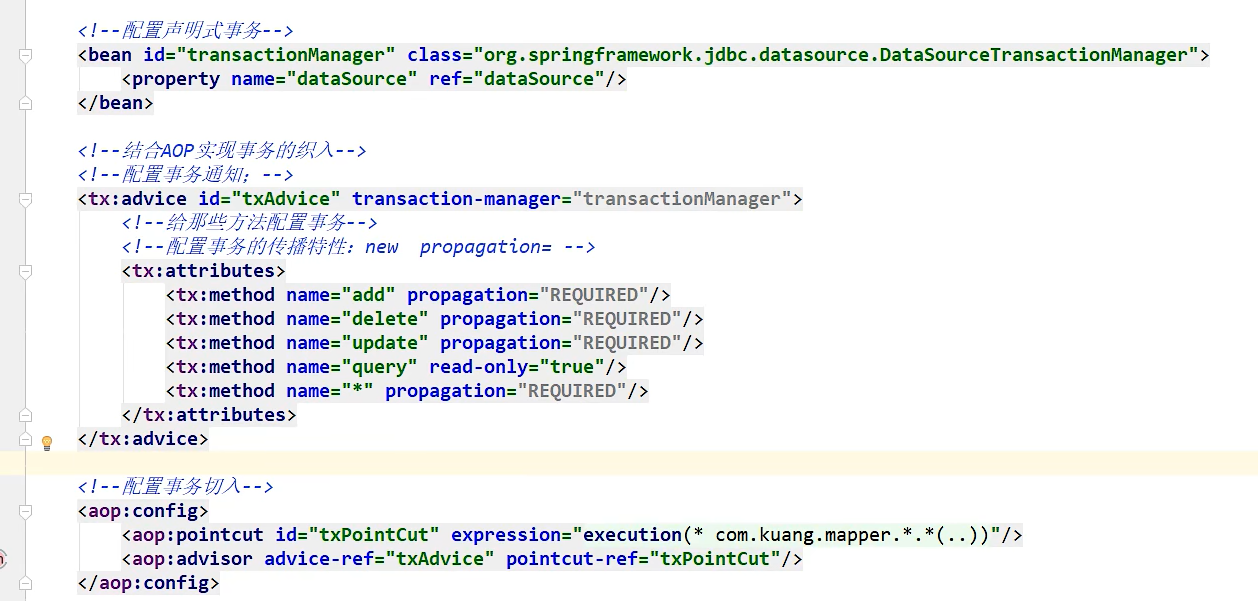 <!--配置声明式事务-->
<bean id="transactionManager" class="org.springframework.jdbc.datasource.DataSourceTransactionManager">
    <property name="dataSource" ref="dataSource"/>
</bean>
<!--结合AOP实现事务的织入-->
<!--配置事务通知；-->
<tx:advice id="txAdvice" transaction-manager="transactionManager">
    <!--给那些方法配置事务-->
    <!--配置事务的传播特性：new  propagation= -->
    <tx:attributes>
        <tx:method name="add" propagation="REQUIRED"/>
        <tx:method name="delete" propagation="REQUIRED"/>
        <tx:method name="update" propagation="REQUIRED"/>
        <tx:method name="query" read-only="true"/>
        <tx:method name="*" propagation="REQUIRED"/>
    </tx:attributes>
</tx:advice>
<!--配置事务切入-->
<aop:config>
    <aop:pointcut id="txPointCut" expression="execution(* com.kuang.mapper.*.*(..))"/>
    <aop:advisor advice-ref="txAdvice" pointcut-ref="txPointCut"/>
</aop:config>